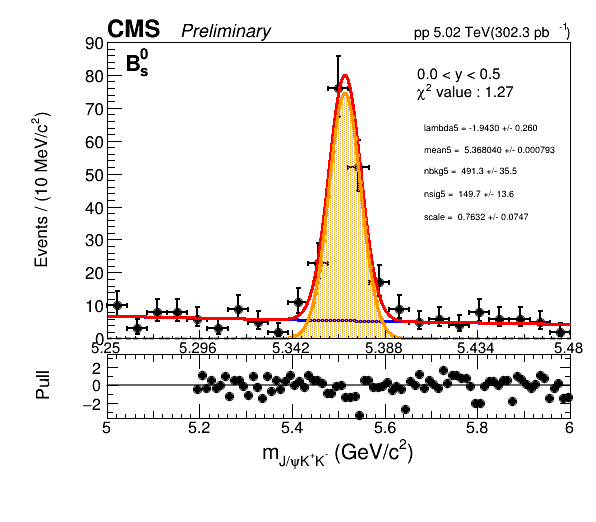 CMS Preliminary pp 5.02 TeV(302.3 pb⁻¹)
B⁰ₛ
0.0 < y < 0.5
χ² value : 1.27
lambda5 = -1.9430 +/- 0.260
mean5 = 5.368040 +/- 0.000793
nbkg5 = 491.3 +/- 35.5
nsig5 = 149.7 +/- 13.6
scale = 0.7632 +/- 0.0747
Events / (10 MeV/c²)
90
80
70
60
50
40
30
20
10
0
5.25 5.296 5.342 5.388 5.434 5.48
Pull
2
0
−2
5 5.2 5.4 5.6 5.8 6
m J/ψK⁺K⁻ (GeV/c²)